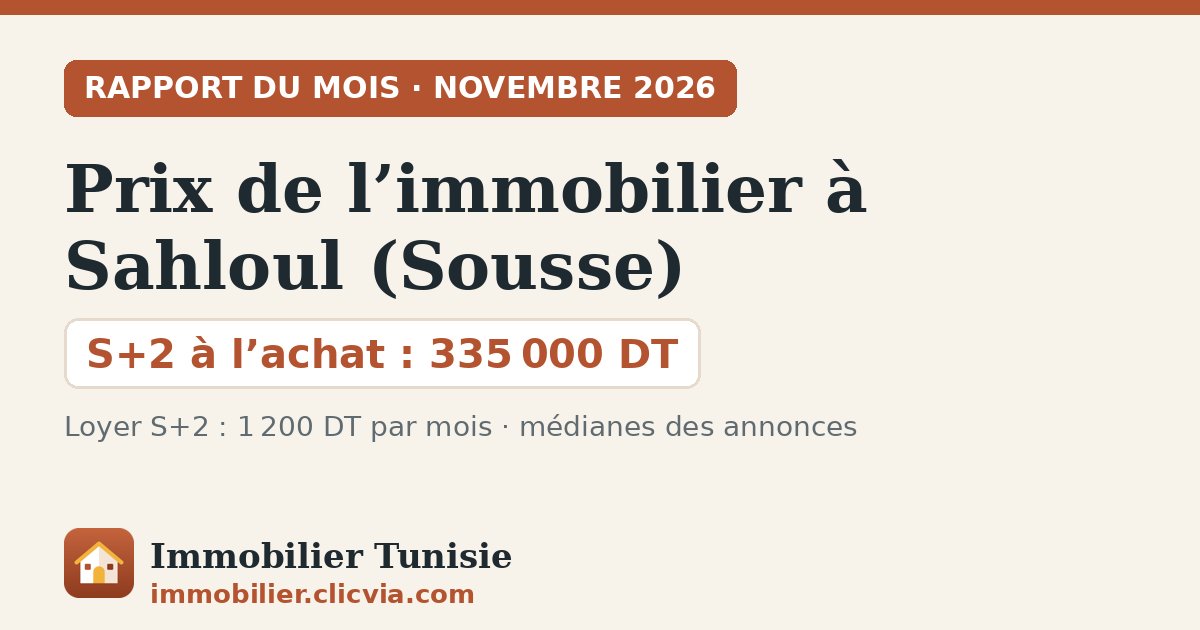 RAPPORT DU MOIS · NOVEMBRE 2026
Prix de l’immobilier à
Sahloul (Sousse)
S+2 à l’achat : 335 000 DT
Loyer S+2 : 1 200 DT par mois · médianes des annonces
Immobilier Tunisie
immobilier.clicvia.com